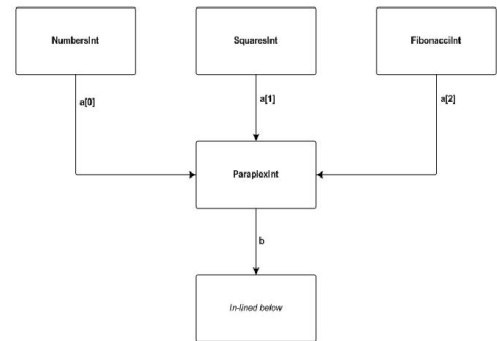 NumbersInt
SquaresInt
FibonacciInt
a[0]
a[1]
a[2]
ParaplexInt
b
In-lined below